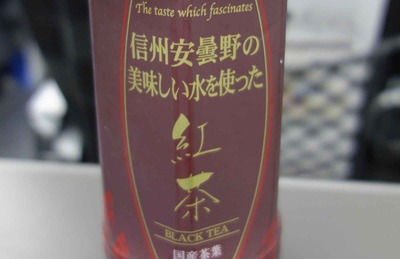 The taste which fascinates
信州安曇野の
美味しい水を使った
紅
茶
BLACK TEA
国産茶葉